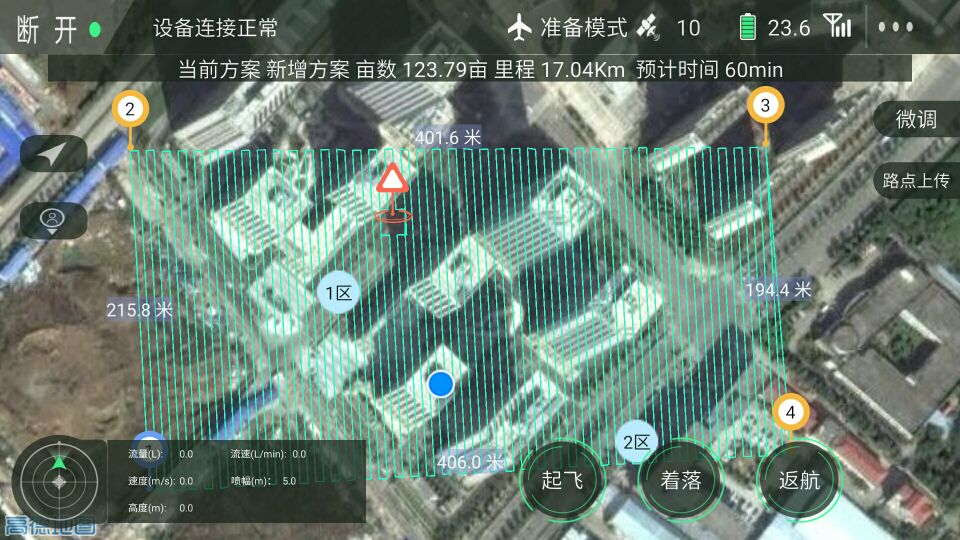 断 开
设备连接正常
准备模式
10
23.6
当前方案 新增方案 亩数 123.79亩 里程 17.04Km 预计时间 60min
2
3
微调
401.6 米
路点上传
1区
215.8 米
194.4 米
4
2区
流量(L): 0.0 流速(L/min): 0.0
406.0 米
速度(m/s): 0.0 喷幅(m): 5.0
高度(m): 0.0
起飞
着落
返航
高德地图